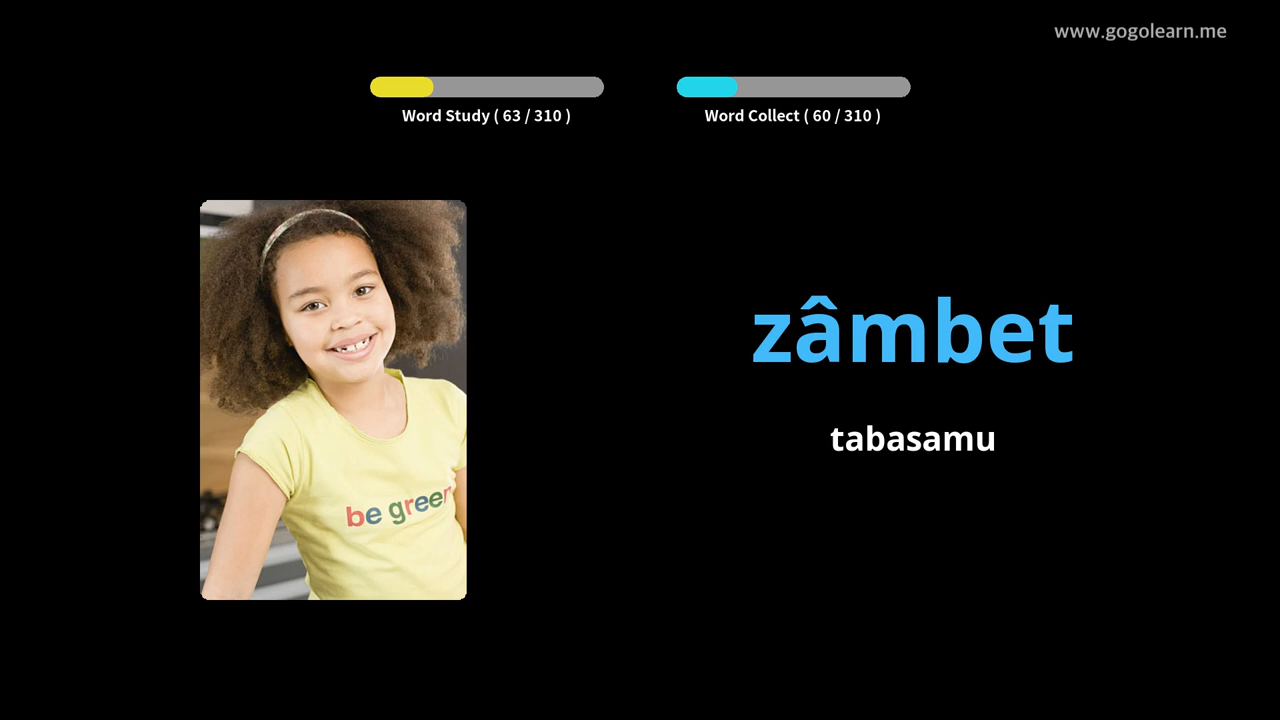 www.gogolearn.me
Word Study ( 63 / 310 )
Word Collect ( 60 / 310 )
zâmbet
tabasamu
be green